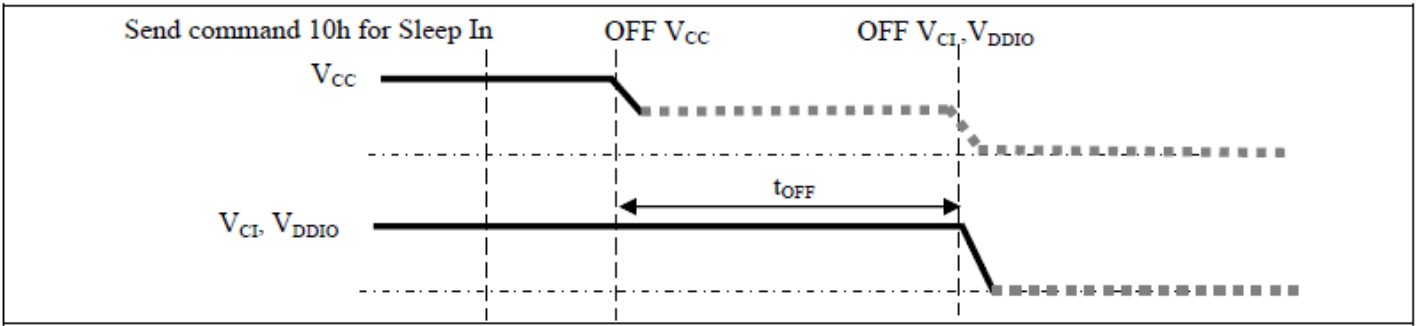 Send command 10h for Sleep In OFF VCC OFF VCI ,VDDIO
VCC
tOFF
VCI, VDDIO